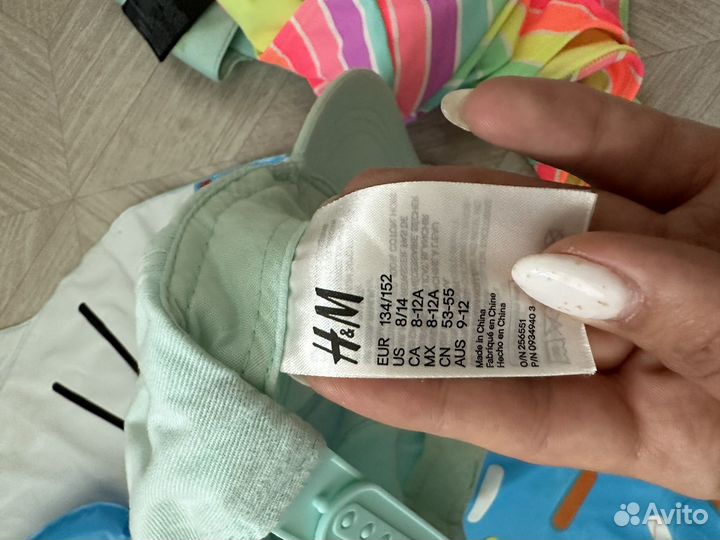 H&M
EUR 134/152
US 8/14
CA 8-12A
MX 8-12A
CN 53-55
AUS 9-12
Made in China
Fabriqué en Chine
Hecho en China
O/N 256551
P/N 0934940 3
Avito